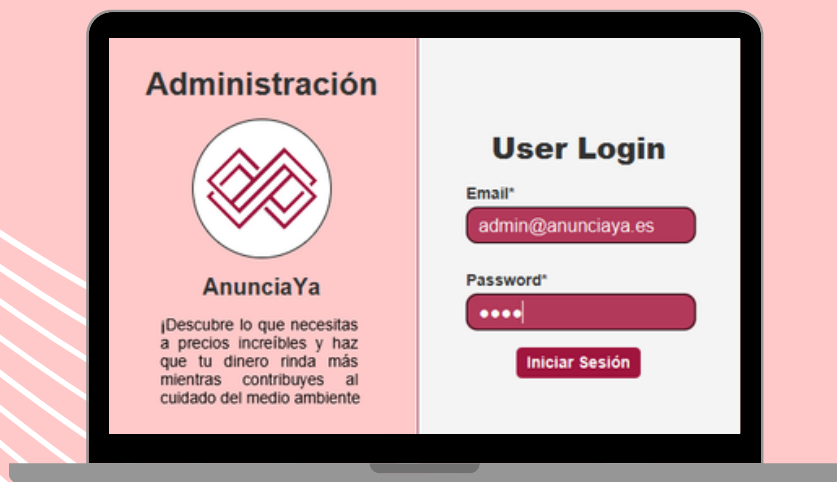 Administración
AnunciaYa
¡Descubre lo que necesitas
a precios increíbles y haz
que tu dinero rinda más
mientras contribuyes al
cuidado del medio ambiente
User Login
Email*
admin@anunciaya.es
Password*
••••
Iniciar Sesión